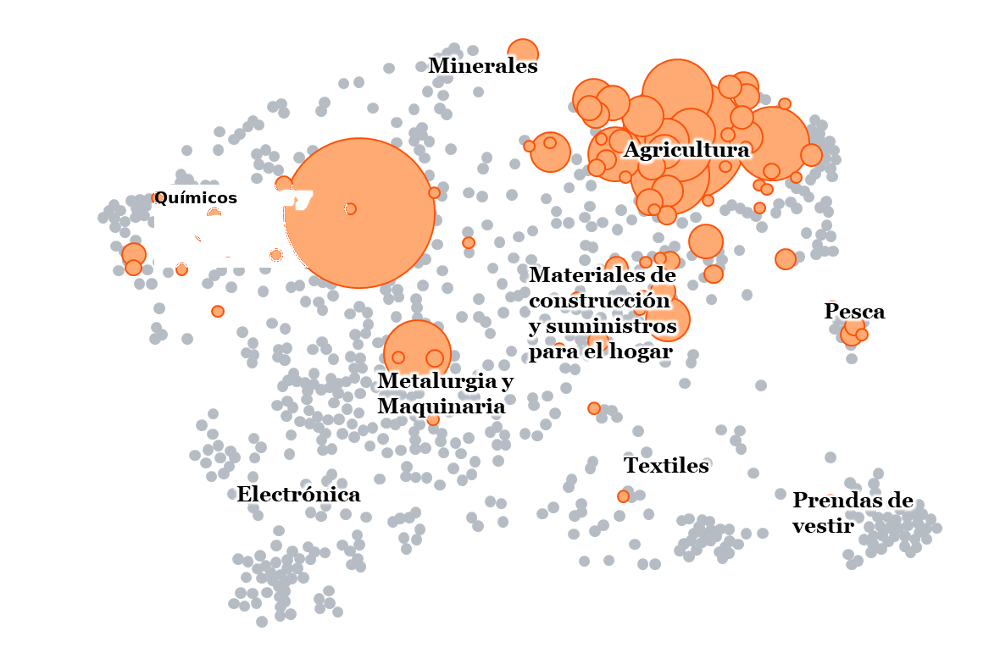 Minerales
Agricultura
Químicos
Materiales de
construcción
y suministros
para el hogar
Pesca
Metalurgia y
Maquinaria
Textiles
Electrónica
Prendas de
vestir